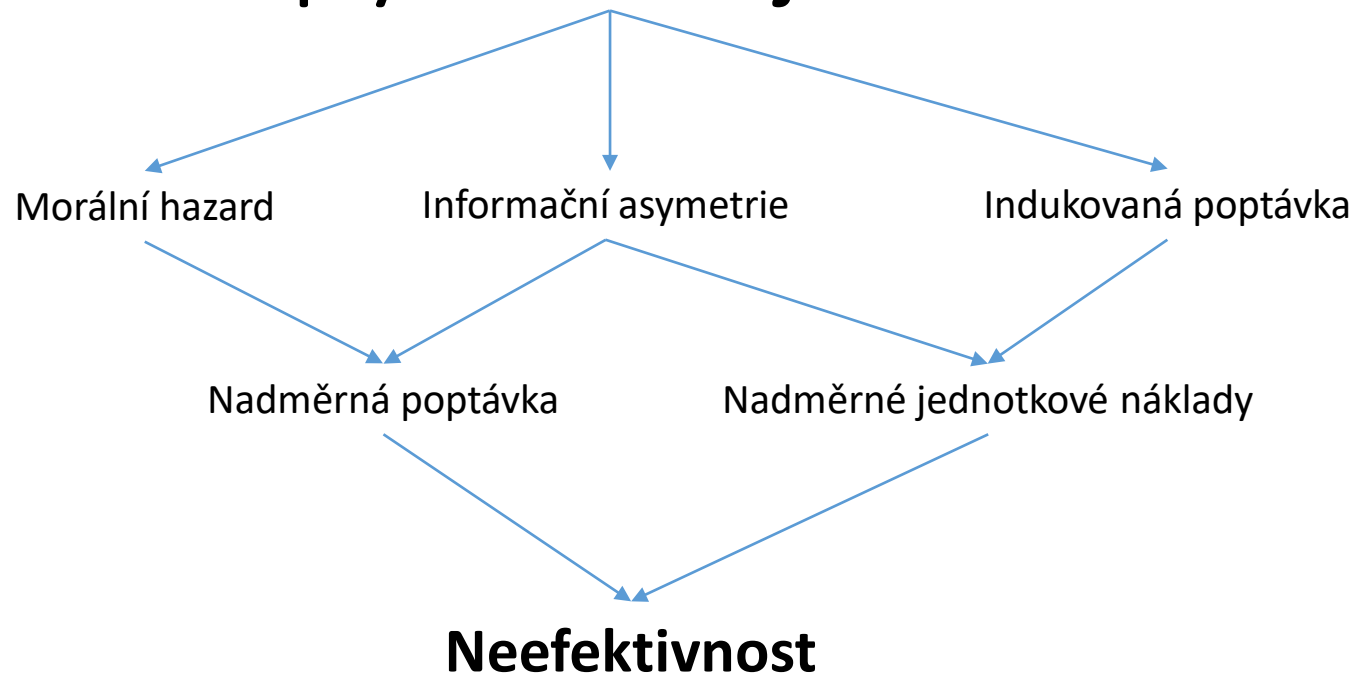 Morální hazard
Informační asymetrie
Indukovaná poptávka
Nadměrná poptávka
Nadměrné jednotkové náklady
Neefektivnost